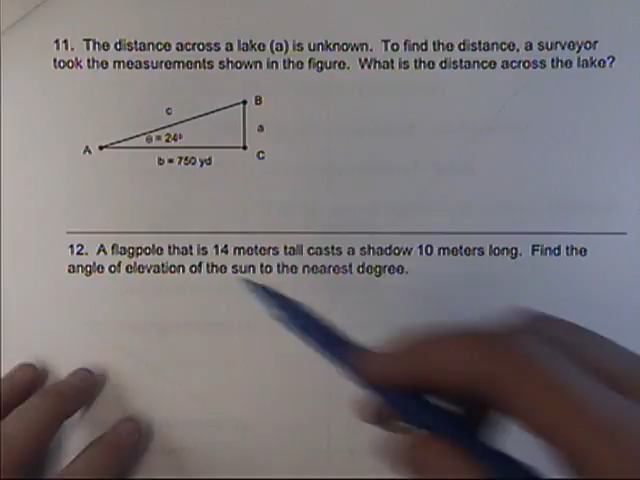 11. The distance across a lake (a) is unknown. To find the distance, a surveyor
took the measurements shown in the figure. What is the distance across the lake?
B
c
a
θ = 24°
A
C
b = 750 yd
12. A flagpole that is 14 meters tall casts a shadow 10 meters long. Find the
angle of elevation of the sun to the nearest degree.